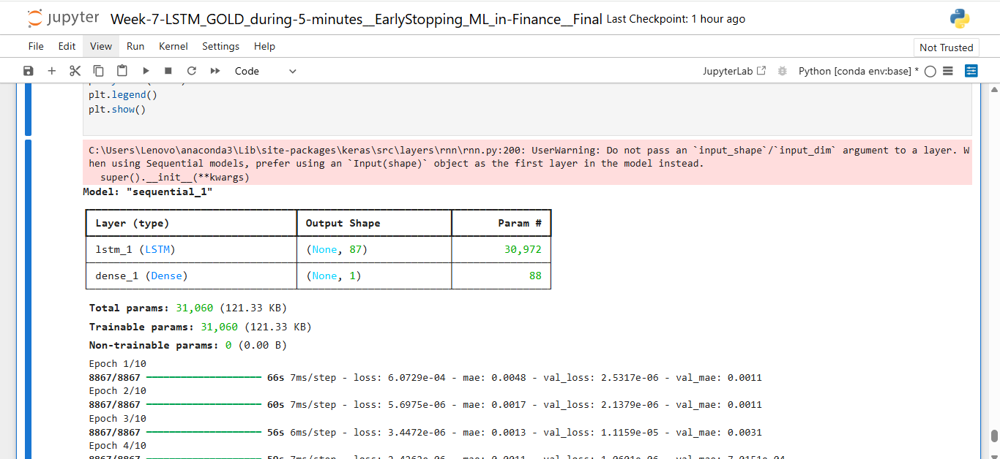 jupyter Week-7-LSTM_GOLD_during-5-minutes__EarlyStopping_ML_in-Finance__Final Last Checkpoint: 1 hour ago
File Edit View Run Kernel Settings Help
Not Trusted
Code
JupyterLab
Python [conda env:base] *
plt.legend()
plt.show()
C:\Users\Lenovo\anaconda3\Lib\site-packages\keras\src\layers\rnn\rnn.py:200: UserWarning: Do not pass an `input_shape`/`input_dim` argument to a layer. W
hen using Sequential models, prefer using an `Input(shape)` object as the first layer in the model instead.
super().__init__(**kwargs)
Model: "sequential_1"
Layer (type) Output Shape Param #
lstm_1 (LSTM) (None, 87) 30,972
dense_1 (Dense) (None, 1) 88
Total params: 31,060 (121.33 KB)
Trainable params: 31,060 (121.33 KB)
Non-trainable params: 0 (0.00 B)
Epoch 1/10
8867/8867 66s 7ms/step - loss: 6.0729e-04 - mae: 0.0048 - val_loss: 2.5317e-06 - val_mae: 0.0011
Epoch 2/10
8867/8867 60s 7ms/step - loss: 5.6975e-06 - mae: 0.0017 - val_loss: 2.1379e-06 - val_mae: 0.0011
Epoch 3/10
8867/8867 56s 6ms/step - loss: 3.4472e-06 - mae: 0.0013 - val_loss: 1.1159e-05 - val_mae: 0.0031
Epoch 4/10